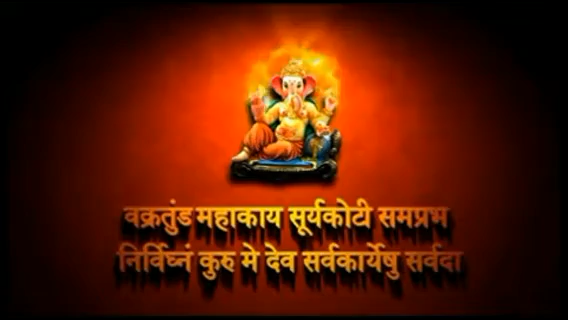 वक्रतुंड महाकाय सूर्यकोटी समप्रभ
निर्विघ्नं कुरु मे देव सर्वकार्येषु सर्वदा